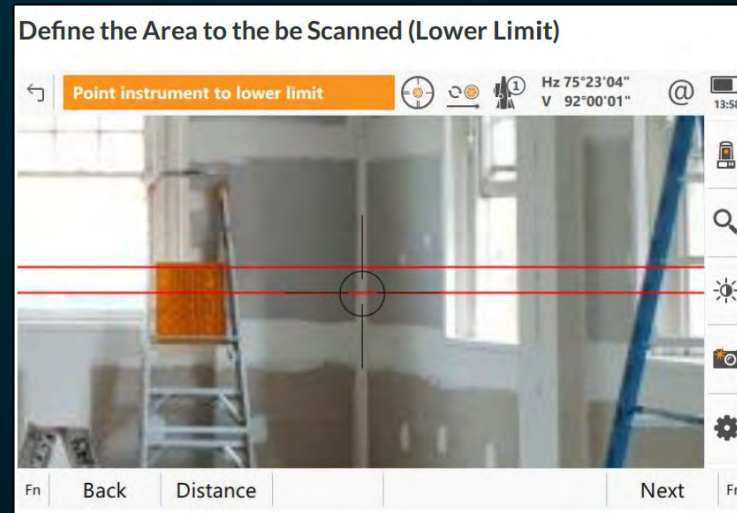 Define the Area to the be Scanned (Lower Limit)
Point instrument to lower limit
1
Hz 75°23'04"
V 92°00'01"
@
13:58
Fn Back Distance Next